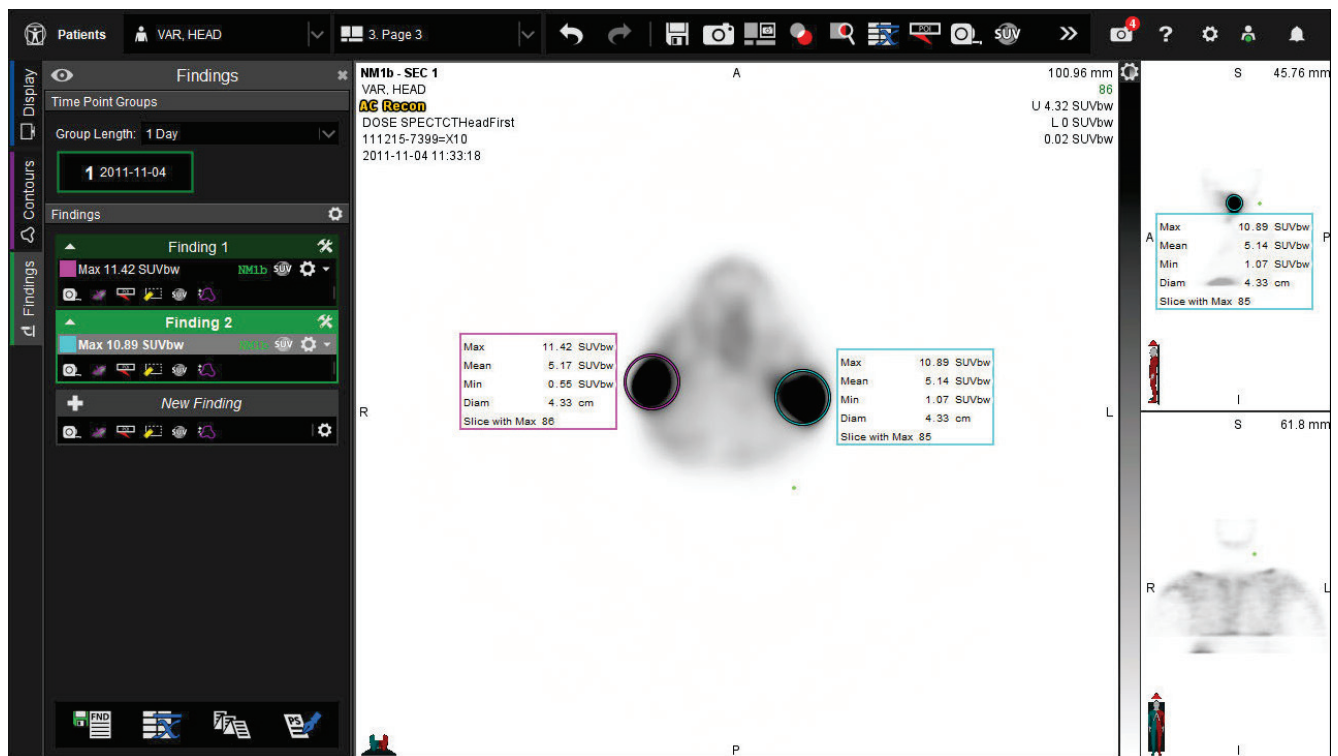 Patients
VAR, HEAD
3. Page 3
SUV
4
?
Display
Contours
Findings
Findings
Time Point Groups
Group Length: 1 Day
1 2011-11-04
Findings
Finding 1
Max 11.42 SUVbw NM1b SUV
Finding 2
Max 10.89 SUVbw NM1b SUV
New Finding
FND
PS
NM1b - SEC 1
VAR, HEAD
AC Recon
DOSE SPECTCTHeadFirst
111215-7399=X10
2011-11-04 11:33:18
A
100.96 mm
86
U 4.32 SUVbw
L 0 SUVbw
0.02 SUVbw
R
Max 11.42 SUVbw
Mean 5.17 SUVbw
Min 0.55 SUVbw
Diam 4.33 cm
Slice with Max 86
Max 10.89 SUVbw
Mean 5.14 SUVbw
Min 1.07 SUVbw
Diam 4.33 cm
Slice with Max 85
L
P
S 45.76 mm
A
Max 10.89 SUVbw
Mean 5.14 SUVbw
Min 1.07 SUVbw
Diam 4.33 cm
Slice with Max 85
P
I
S 61.8 mm
R
L
I